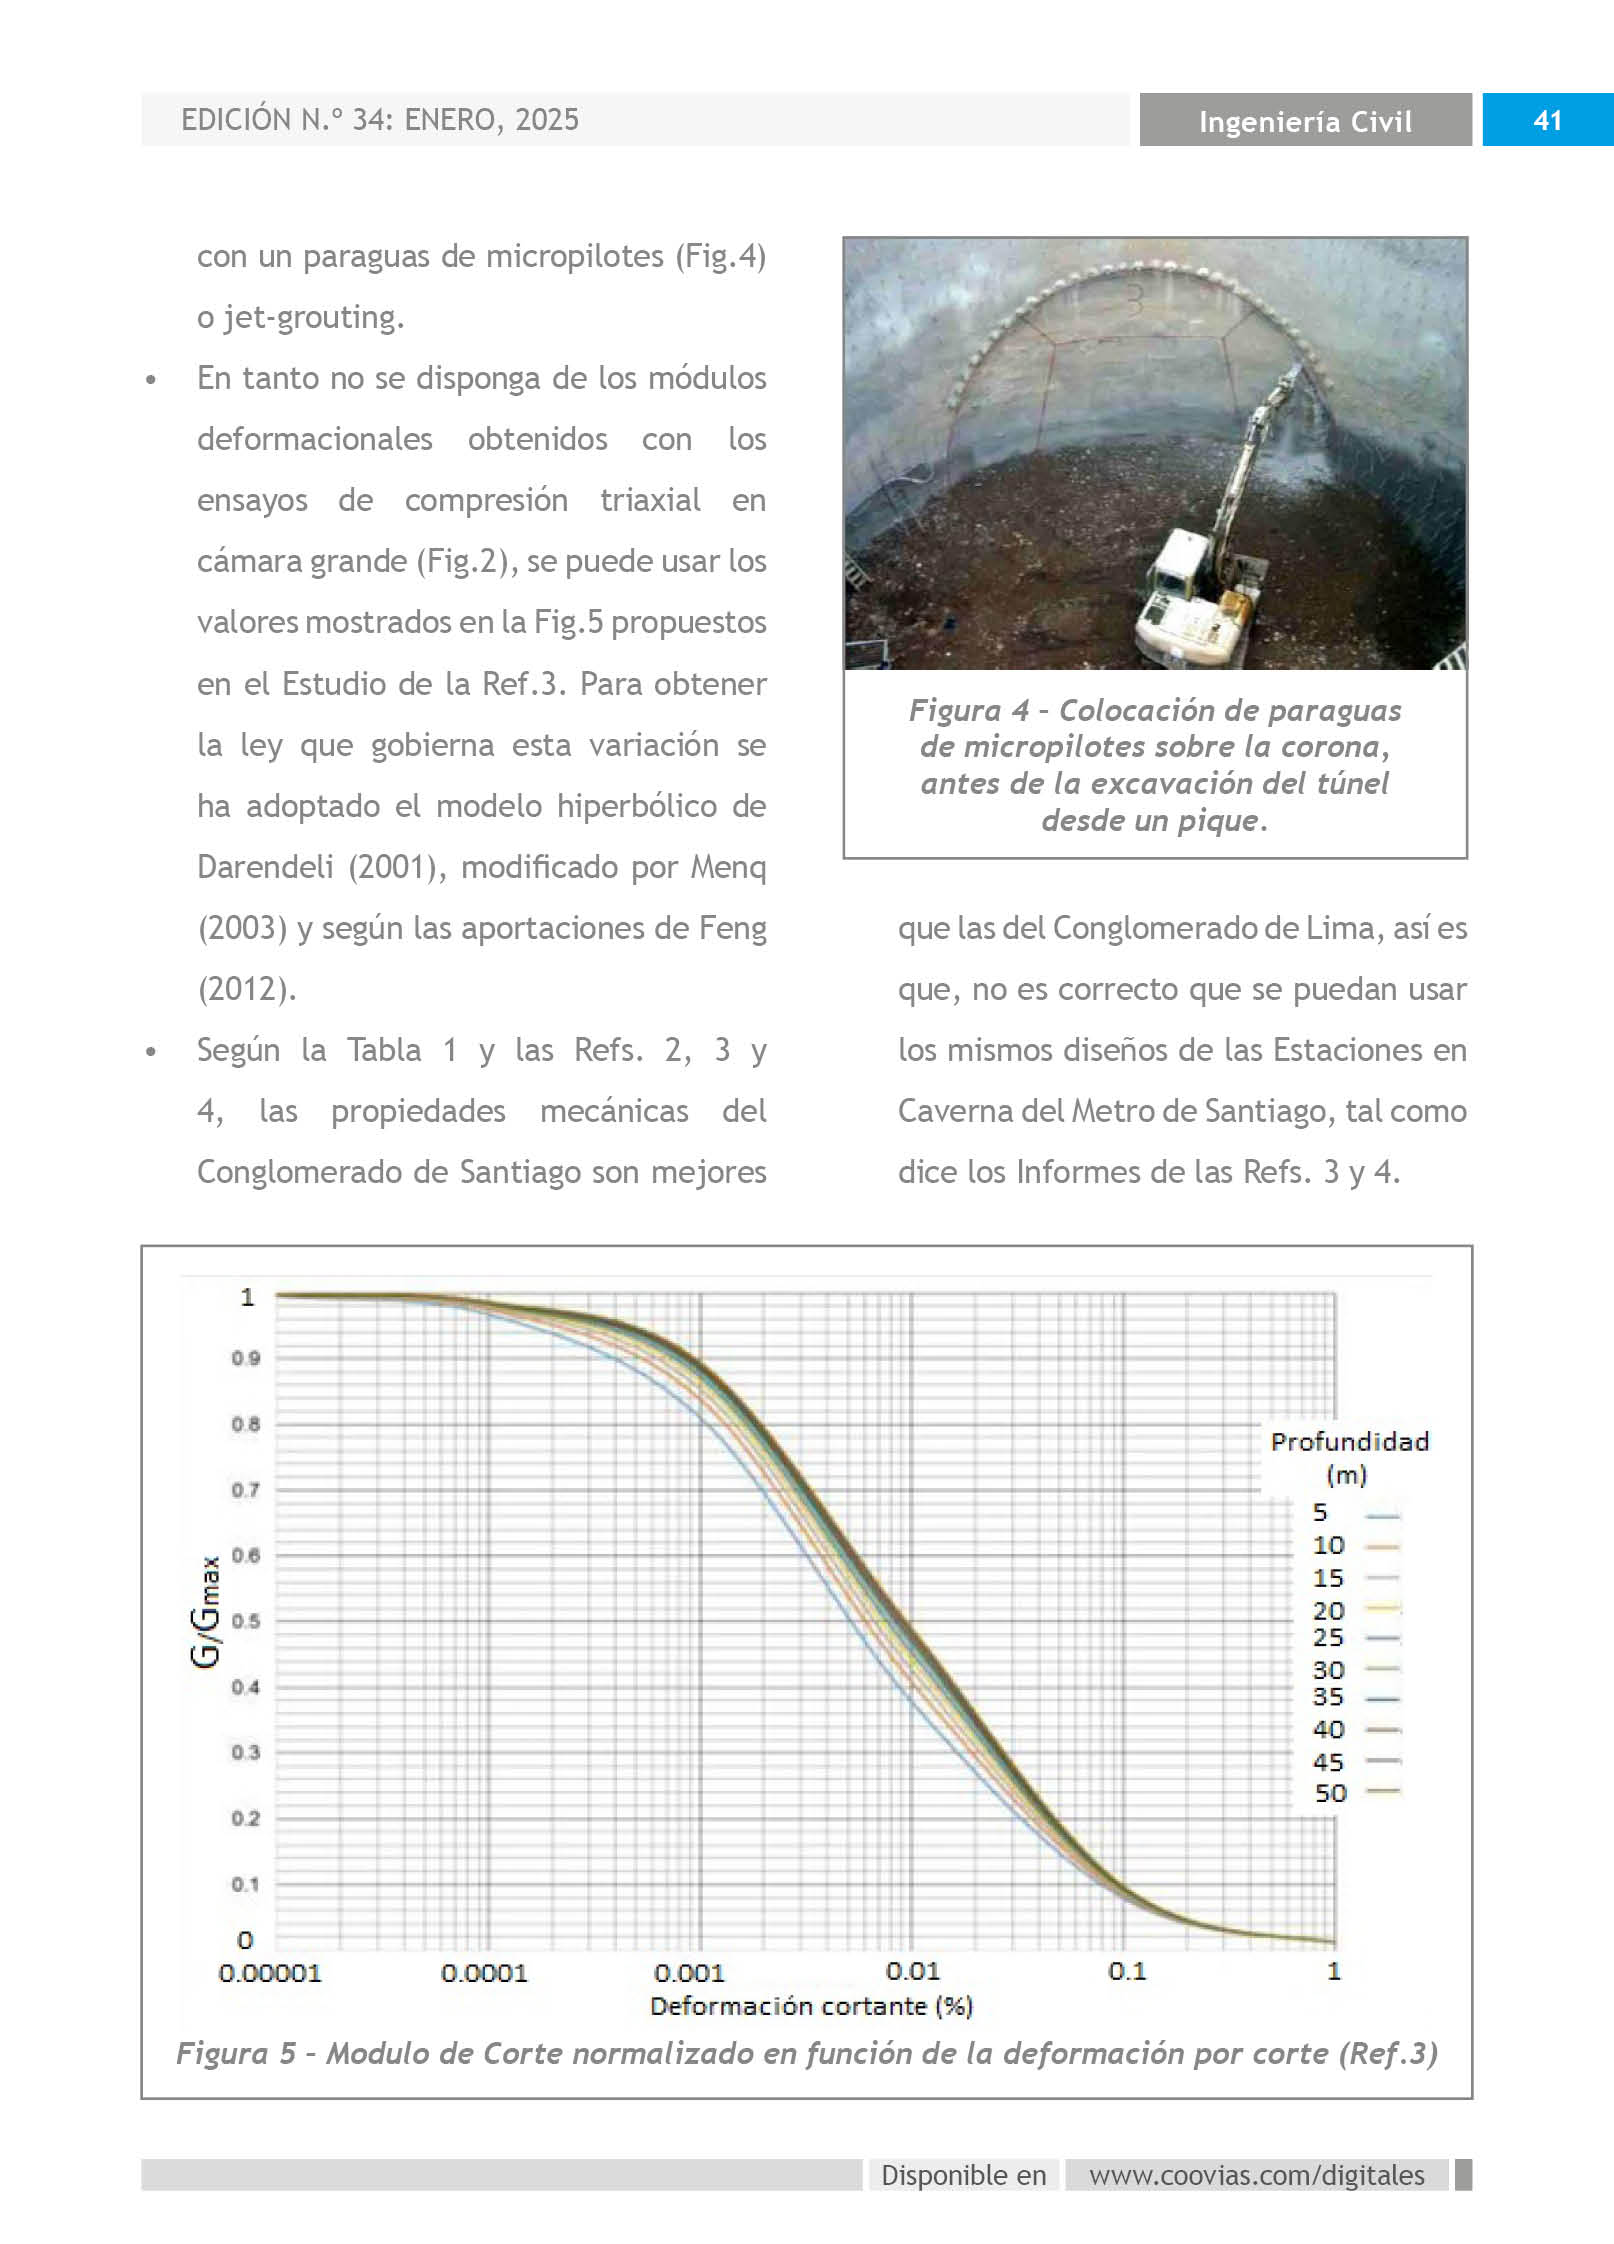 EDICIÓN N.º 34: ENERO, 2025
Ingeniería Civil
41
con un paraguas de micropilotes (Fig.4)
o jet-grouting.
• En tanto no se disponga de los módulos
deformacionales obtenidos con los
ensayos de compresión triaxial en
cámara grande (Fig.2), se puede usar los
valores mostrados en la Fig.5 propuestos
en el Estudio de la Ref.3. Para obtener
la ley que gobierna esta variación se
ha adoptado el modelo hiperbólico de
Darendeli (2001), modificado por Menq
(2003) y según las aportaciones de Feng
(2012).
• Según la Tabla 1 y las Refs. 2, 3 y
4, las propiedades mecánicas del
Conglomerado de Santiago son mejores
3
Figura 4 – Colocación de paraguas
de micropilotes sobre la corona,
antes de la excavación del túnel
desde un pique.
que las del Conglomerado de Lima, así es
que, no es correcto que se puedan usar
los mismos diseños de las Estaciones en
Caverna del Metro de Santiago, tal como
dice los Informes de las Refs. 3 y 4.
1
0.9
0.8
0.7
0.6
0.5
0.4
0.3
0.2
0.1
0
G/Gmax
0.00001
0.0001
0.001
0.01
0.1
1
Deformación cortante (%)
Profundidad
(m)
5
10
15
20
25
30
35
40
45
50
Figura 5 – Modulo de Corte normalizado en función de la deformación por corte (Ref.3)
Disponible en
www.coovias.com/digitales